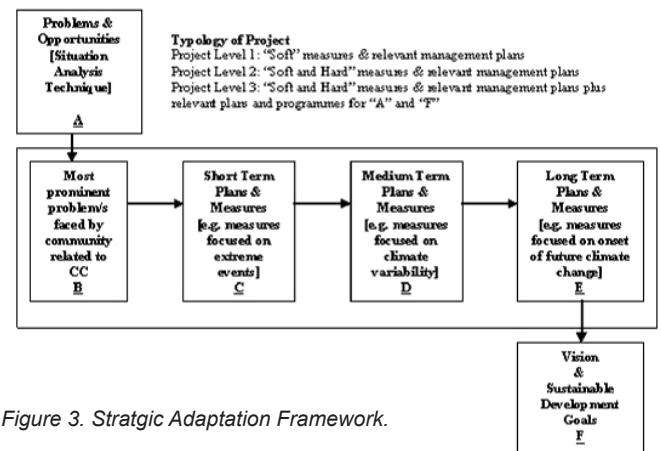 Problems &
Opportunities
[Situation
Analysis
Technique]
A
Typology of Project
Project Level 1: “Soft” measures & relevant management plans
Project Level 2: “Soft and Hard” measures & relevant management plans
Project Level 3: “Soft and Hard” measures & relevant management plans plus
relevant plans and programmes for “A” and “F”
Most
prominent
problem/s
faced by
community
related to
CC
B
Short Term
Plans &
Measures
[e.g. measures
focused on
extreme
events]
C
Medium Term
Plans &
Measures
[e.g. measures
focused on
climate
variability]
D
Long Term
Plans &
Measures
[e.g. measures
focused on onset
of future climate
change]
E
Vision
&
Sustainable
Development
Goals
F
Figure 3. Stratgic Adaptation Framework.